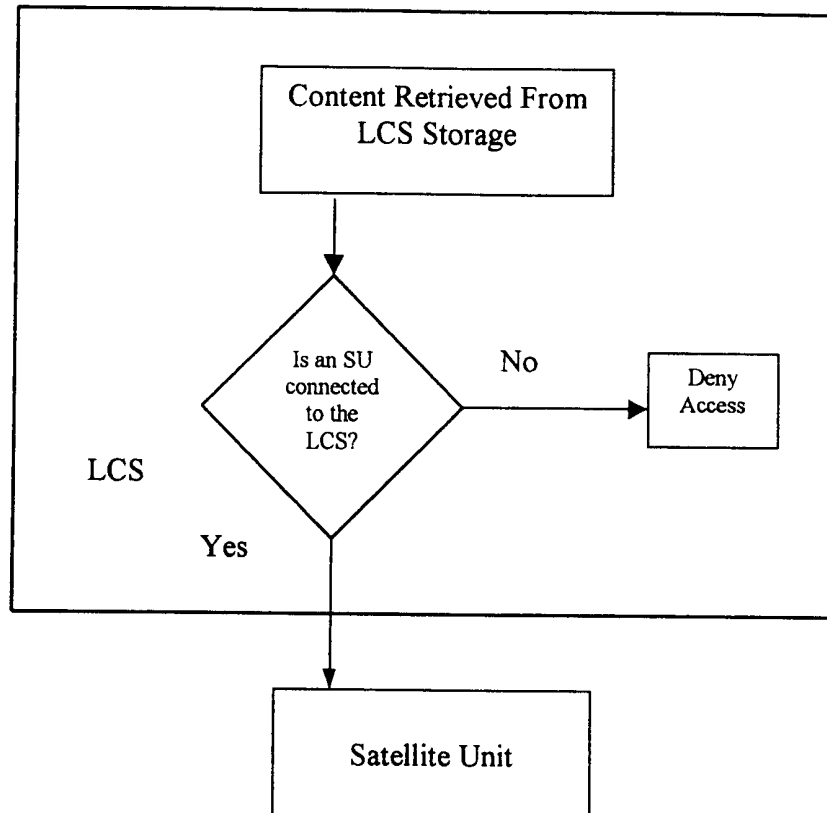 Content Retrieved From
LCS Storage
Is an SU
connected
to the
LCS?
No
Deny
Access
LCS
Yes
Satellite Unit